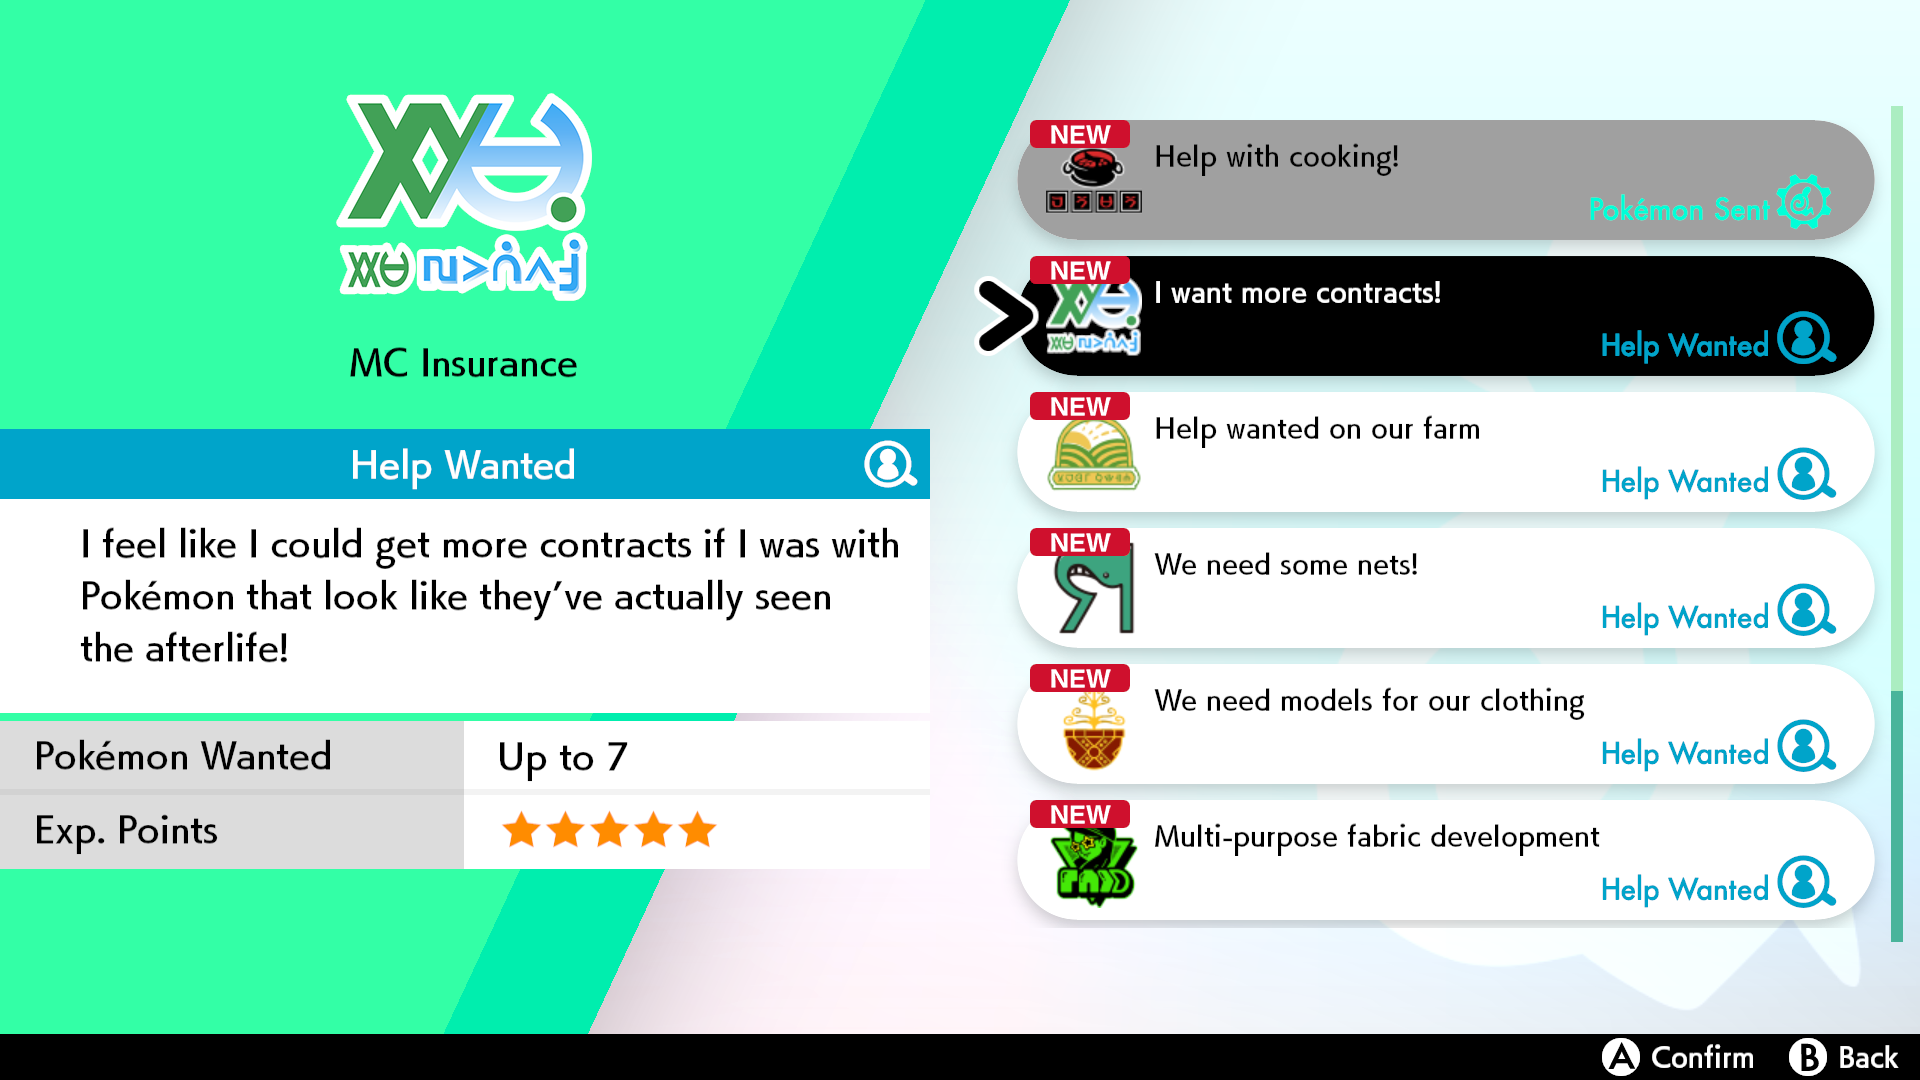 MC Insurance
Help Wanted
I feel like I could get more contracts if I was with
Pokémon that look like they've actually seen
the afterlife!
Pokémon Wanted
Up to 7
Exp. Points
NEW
Help with cooking!
Pokémon Sent
NEW
I want more contracts!
Help Wanted
NEW
Help wanted on our farm
Help Wanted
NEW
We need some nets!
Help Wanted
NEW
We need models for our clothing
Help Wanted
NEW
Multi-purpose fabric development
Help Wanted
A Confirm
B Back